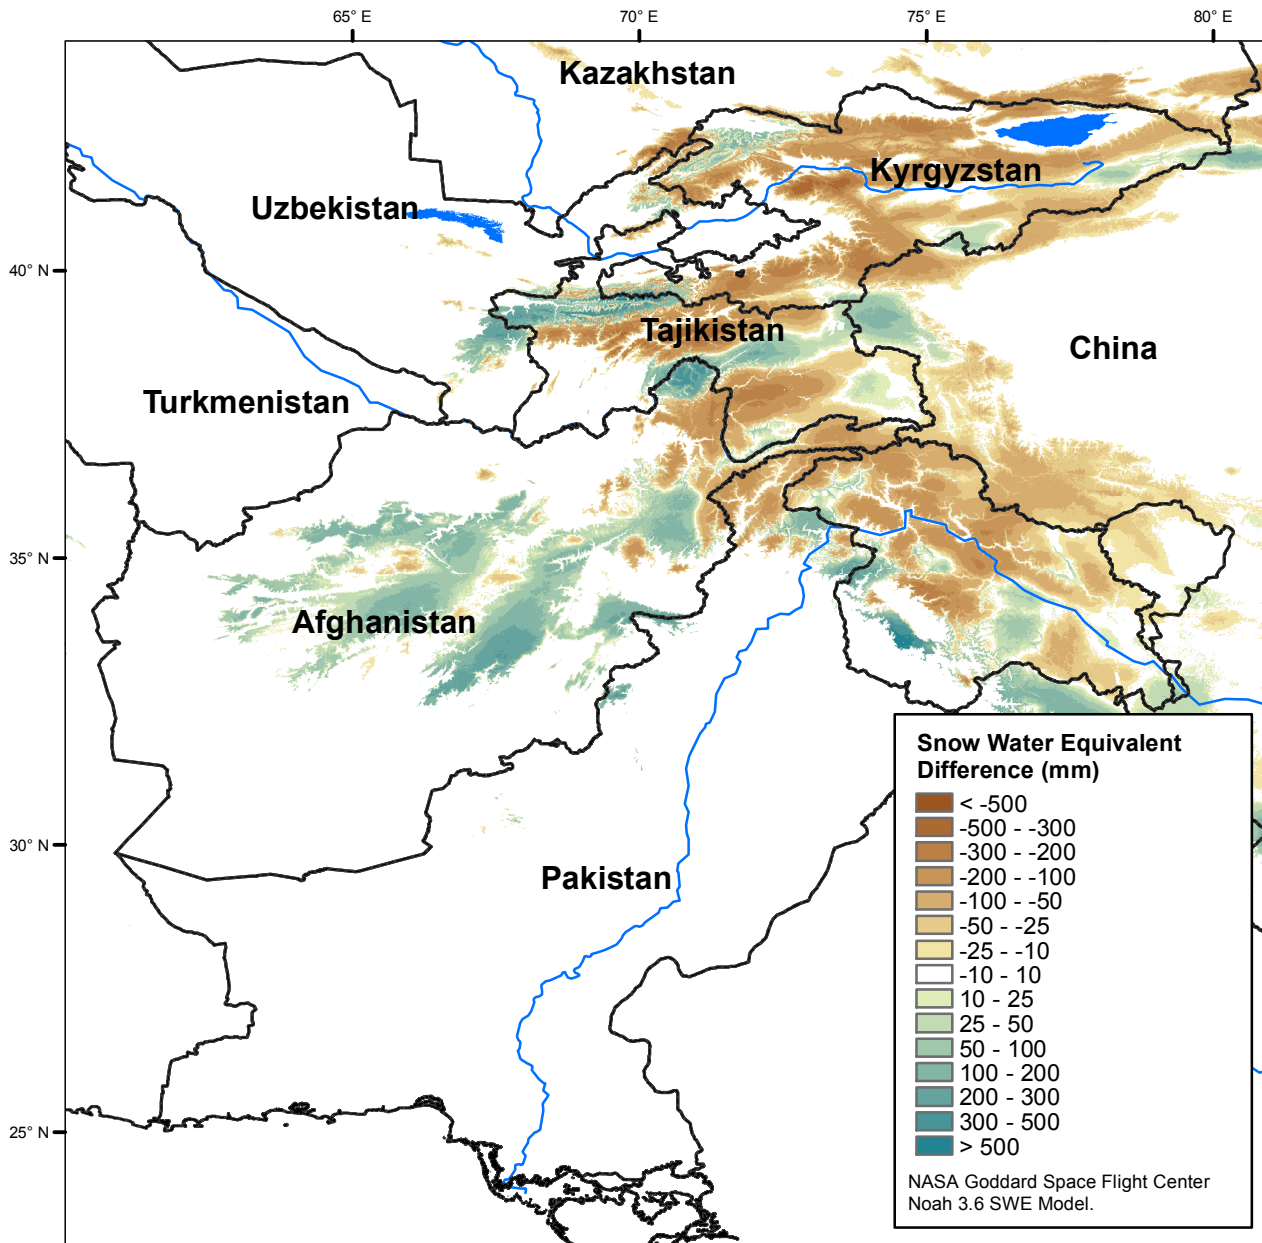 65° E
70° E
75° E
80° E
Kazakhstan
Kyrgyzstan
Uzbekistan
40° N
Tajikistan
China
Turkmenistan
35° N
Afghanistan
Snow Water Equivalent
Difference (mm)
< -500
-500 - -300
-300 - -200
-200 - -100
-100 - -50
-50 - -25
-25 - -10
-10 - 10
10 - 25
25 - 50
50 - 100
100 - 200
200 - 300
300 - 500
> 500
NASA Goddard Space Flight Center
Noah 3.6 SWE Model.
30° N
Pakistan
25° N